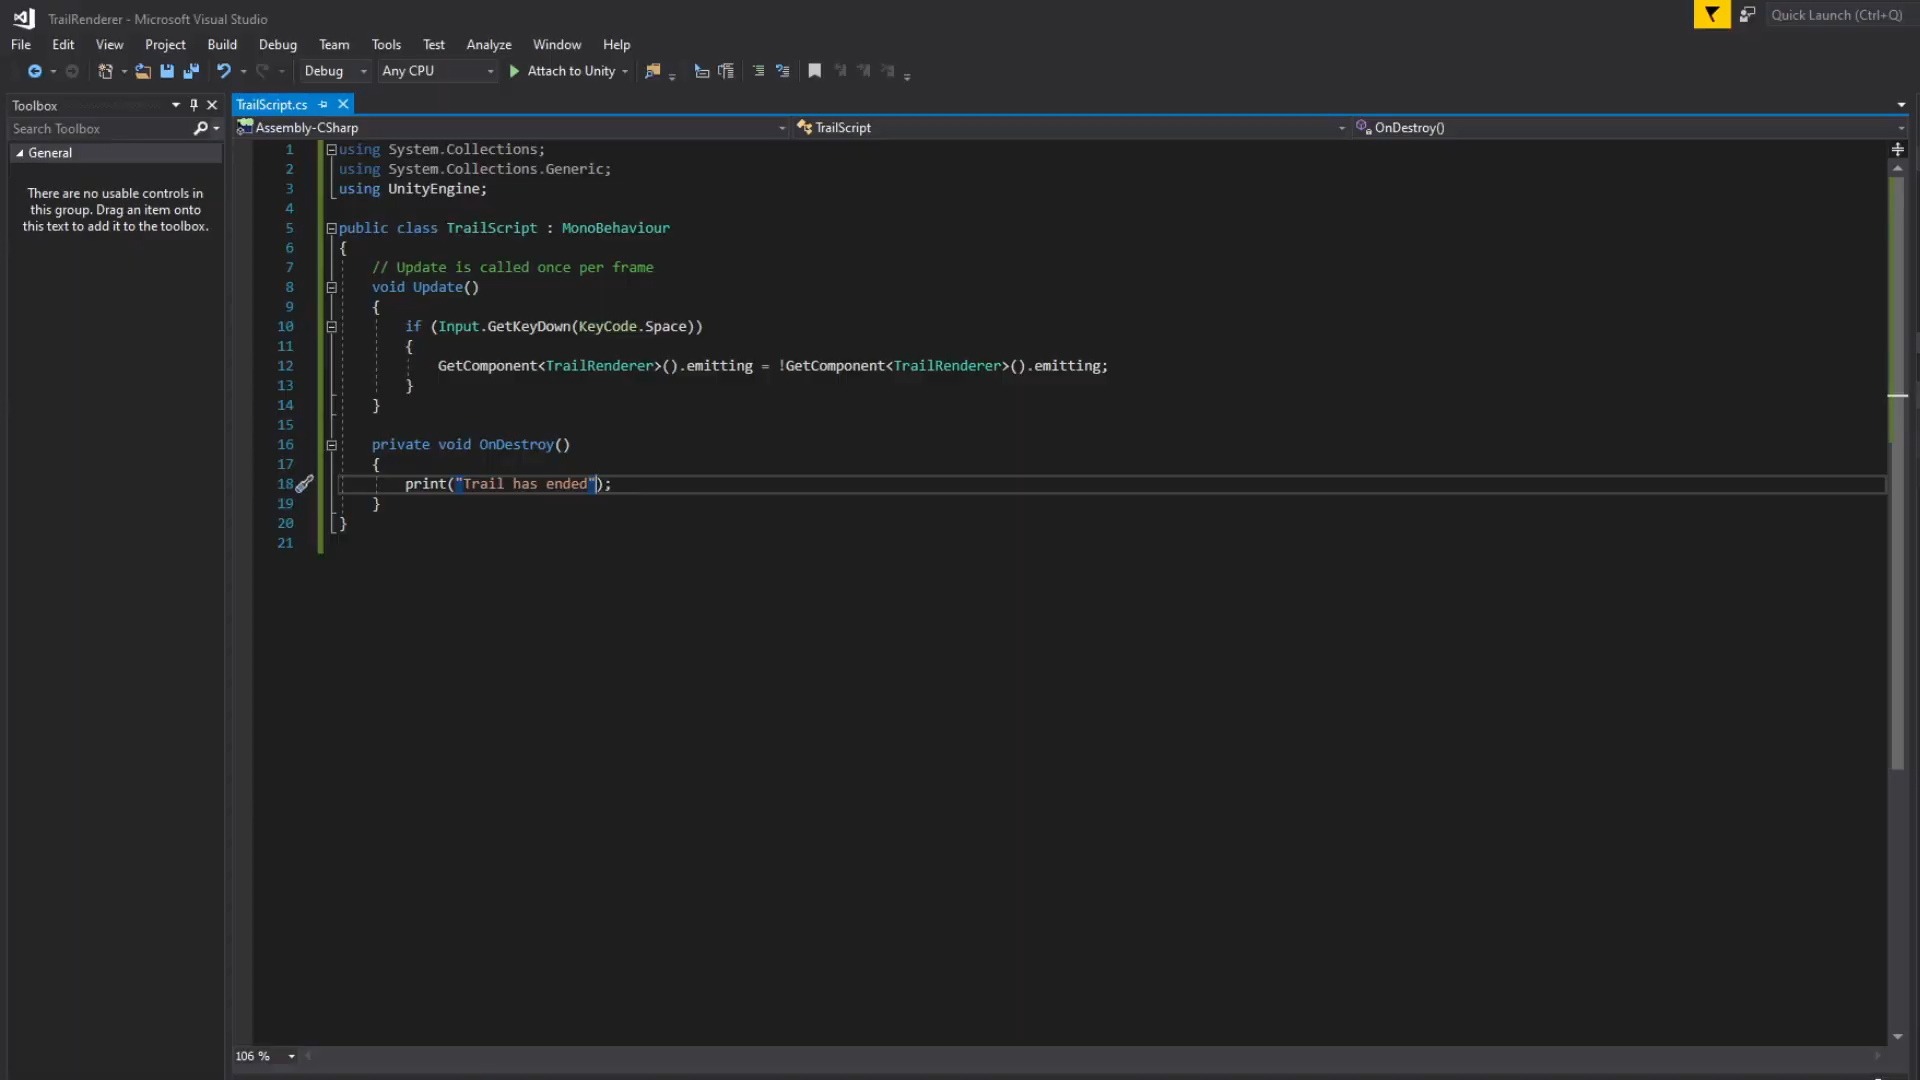 TrailRenderer - Microsoft Visual Studio
Quick Launch (Ctrl+Q)
File Edit View Project Build Debug Team Tools Test Analyze Window Help
Debug Any CPU Attach to Unity
Toolbox
TrailScript.cs
Search Toolbox
Assembly-CSharp TrailScript OnDestroy()
General
There are no usable controls in
this group. Drag an item onto
this text to add it to the toolbox.
1 using System.Collections;
2 using System.Collections.Generic;
3 using UnityEngine;
4
5 public class TrailScript : MonoBehaviour
6 {
7 // Update is called once per frame
8 void Update()
9 {
10 if (Input.GetKeyDown(KeyCode.Space))
11 {
12 GetComponent<TrailRenderer>().emitting = !GetComponent<TrailRenderer>().emitting;
13 }
14 }
15
16 private void OnDestroy()
17 {
18 print("Trail has ended");
19 }
20 }
21
106 %